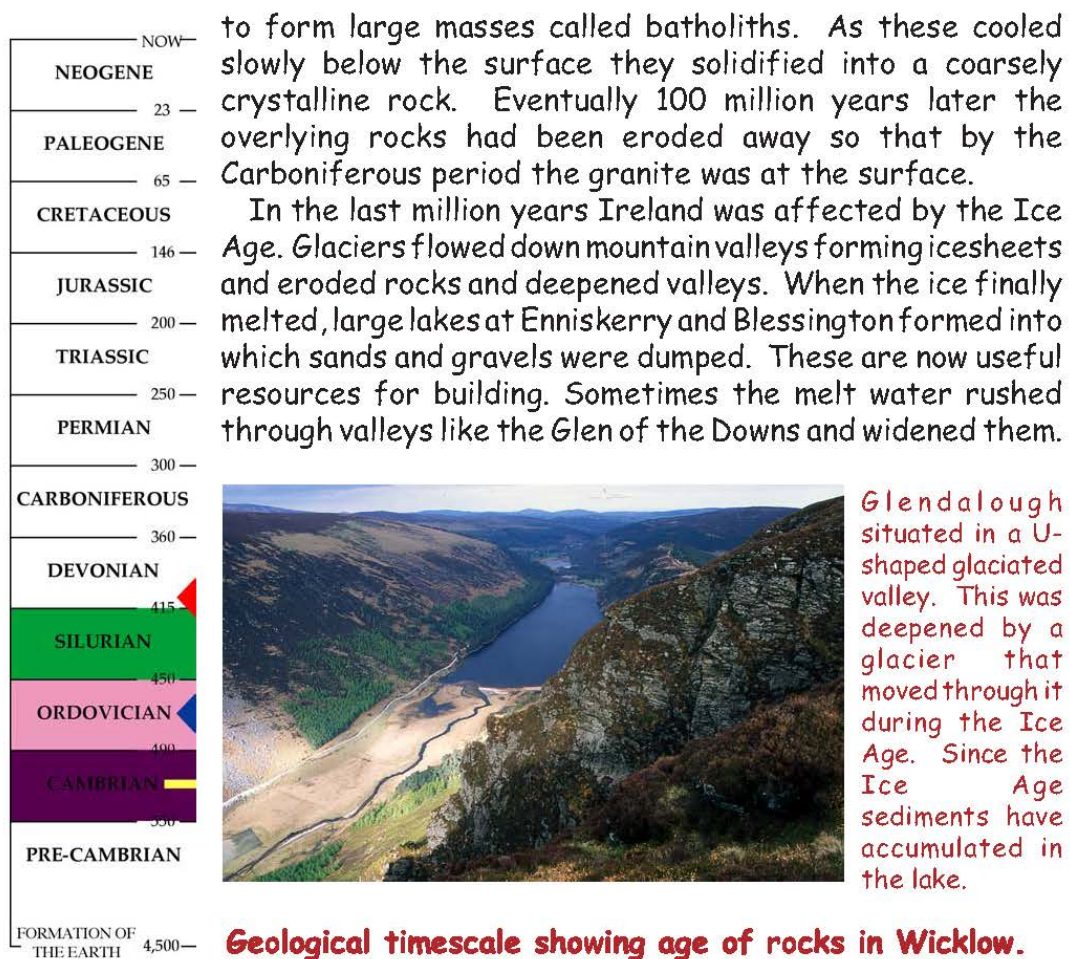 NOW
NEOGENE
23
PALEOGENE
65
CRETACEOUS
146
JURASSIC
200
TRIASSIC
250
PERMIAN
300
CARBONIFEROUS
360
DEVONIAN
415
SILURIAN
450
ORDOVICIAN
490
CAMBRIAN
550
PRE-CAMBRIAN
FORMATION OF
THE EARTH 4,500
to form large masses called batholiths. As these cooled
slowly below the surface they solidified into a coarsely
crystalline rock. Eventually 100 million years later the
overlying rocks had been eroded away so that by the
Carboniferous period the granite was at the surface.
In the last million years Ireland was affected by the Ice
Age. Glaciers flowed down mountain valleys forming icesheets
and eroded rocks and deepened valleys. When the ice finally
melted, large lakes at Enniskerry and Blessington formed into
which sands and gravels were dumped. These are now useful
resources for building. Sometimes the melt water rushed
through valleys like the Glen of the Downs and widened them.
Glendalough
situated in a U-
shaped glaciated
valley. This was
deepened by a
glacier that
moved through it
during the Ice
Age. Since the
Ice Age
sediments have
accumulated in
the lake.
Geological timescale showing age of rocks in Wicklow.